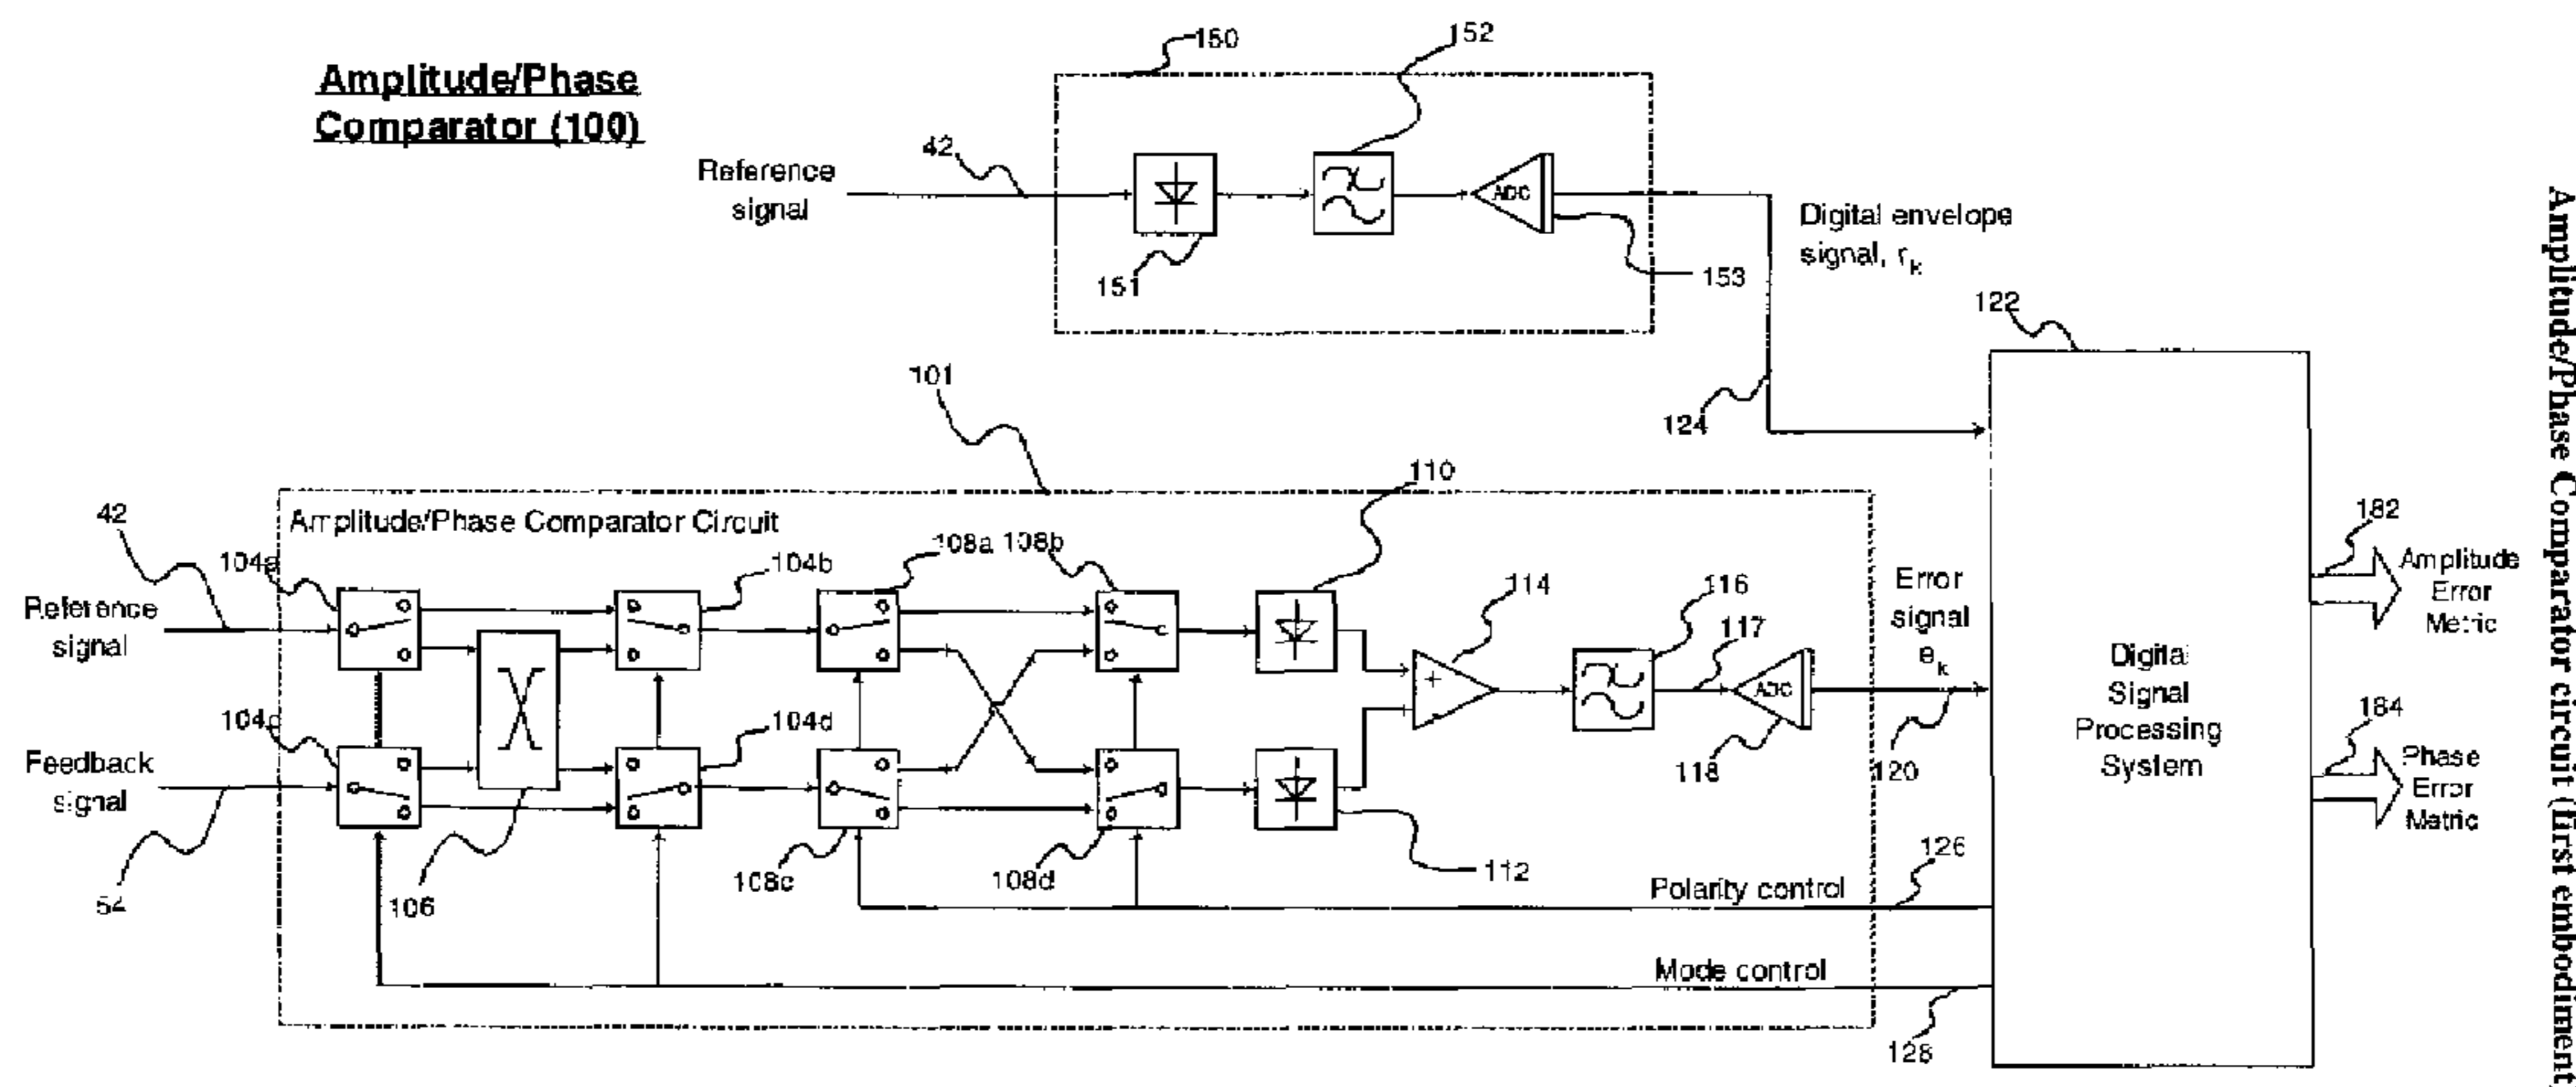 Amplitude/Phase
Comparator (100)
150
152
42
Reference
signal
ADC
151
153
Digital envelope
signal, rk
122
124
101
110
Amplitude/Phase Comparator Circuit
42
104a
104b
108a
108b
114
116
117
Reference
signal
Error
signal
ek
182
Amplitude
Error
Metric
+
-
ADC
Digital
Signal
Processing
System
104c
104d
Feedback
signal
118
120
184
Phase
Error
Metric
54
106
108c
108d
112
126
Polarity control
Mode control
128
Amplitude/Phase Comparator circuit (first embodiment